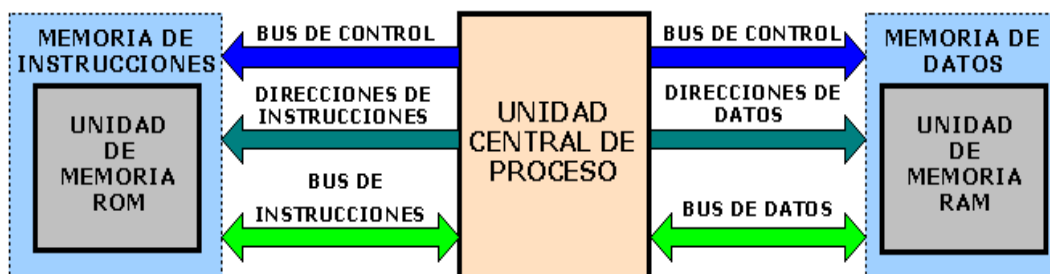 MEMORIA DE
INSTRUCCIONES
UNIDAD
DE
MEMORIA
ROM
BUS DE CONTROL
DIRECCIONES DE
INSTRUCCIONES
BUS DE
INSTRUCCIONES
UNIDAD
CENTRAL DE
PROCESO
BUS DE CONTROL
DIRECCIONES DE
DATOS
BUS DE DATOS
MEMORIA DE
DATOS
UNIDAD
DE
MEMORIA
RAM